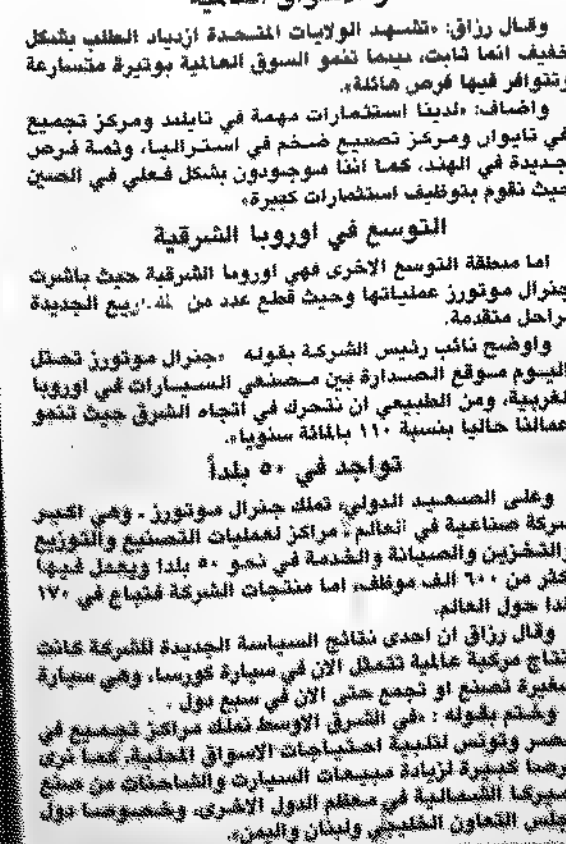 وقال رزاق: «تشهد الولايات المتحدة ازدياد الطلب بشكل
خفيف انما ثابت، بينما تنمو السوق العالمية بوتيرة متسارعة
وتتوافر فيها فرص هائلة».
واضاف: «لدينا استثمارات مهمة في تايلند ومركز تجميع
في تايوان ومركز تصنيع ضخم في استراليا، وثمة فرص
جديدة في الهند، كما اننا موجودون بشكل فعلي في الصين
حيث نقوم بتوظيف استثمارات كبيرة»
التوسع في اوروبا الشرقية
اما منطقة التوسع الاخرى فهي اوروبا الشرقية حيث باشرت
جنرال موتورز عملياتها وحيث قطع عدد من المشاريع الجديدة
مراحل متقدمة.
واوضح نائب رئيس الشركة بقوله «جنرال موتورز تحتل
اليوم موقع الصدارة بين مصنعي السيارات في اوروبا
الغربية، ومن الطبيعي ان نتحرك في اتجاه الشرق حيث تنمو
اعمالنا حاليا بنسبة ١١٠ بالمائة سنويا».
تواجد في ٥٠ بلداً
وعلى الصعيد الدولي، تملك جنرال موتورز ـ وهي اكبر
شركة صناعية في العالم ـ مراكز لعمليات التصنيع والتوزيع
والتخزين والصيانة والخدمة في نحو ٥٠ بلدا ويعمل فيها
اكثر من ٦٠٠ الف موظف، اما منتجات الشركة فتباع في ١٧٠
بلدا حول العالم.
وقال رزاق ان احدى نتائج السياسة الجديدة للشركة كانت
انتاج مركبة عالمية تتمثل الان في سيارة كورسا، وهي سيارة
صغيرة تصنع او تجمع حتى الان في سبع دول .
وختم بقوله : «في الشرق الاوسط نملك مراكز تجميع في
مصر وتونس لتلبية احتياجات الاسواق المحلية، كما نرى
فرصا كبيرة لزيادة مبيعات السيارت والشاحنات من صنع
اميركا الشمالية في معظم الدول الاخرى، وخصوصا دول
مجلس التعاون الخليجي ولبنان واليمن».